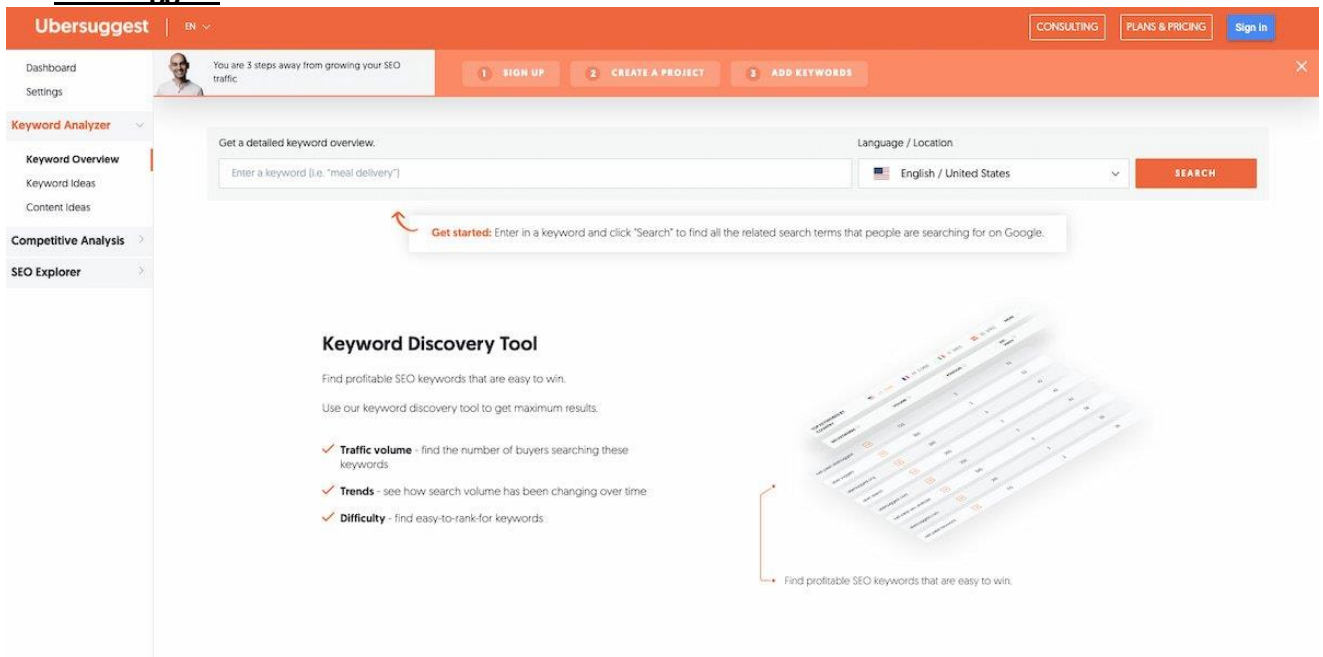 Ubersuggest
EN
CONSULTING
PLANS & PRICING
Sign in
Dashboard
Settings
You are 3 steps away from growing your SEO
traffic
1 SIGN UP
2 CREATE A PROJECT
3 ADD KEYWORDS
Keyword Analyzer
Keyword Overview
Keyword Ideas
Content Ideas
Competitive Analysis
SEO Explorer
Get a detailed keyword overview.
Language / Location
Enter a keyword (i.e. "meal delivery")
English / United States
SEARCH
Get started: Enter in a keyword and click "Search" to find all the related search terms that people are searching for on Google.
Keyword Discovery Tool
Find profitable SEO keywords that are easy to win.
Use our keyword discovery tool to get maximum results.
Traffic volume - find the number of buyers searching these
keywords
Trends - see how search volume has been changing over time
Difficulty - find easy-to-rank-for keywords
Find profitable SEO keywords that are easy to win.